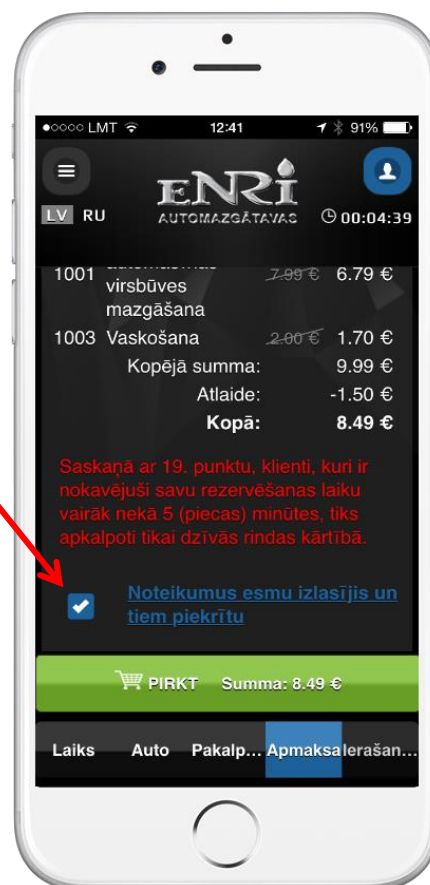 LMT 12:41 91%
ENRi
LV RU AUTOMAZGĀTAVAS 00:04:39
1001 automašīnas 7.99 € 6.79 €
virsbūves
mazgāšana
1003 Vaskošana 2.00 € 1.70 €
Kopējā summa: 9.99 €
Atlaide: -1.50 €
Kopā: 8.49 €
Saskaņā ar 19. punktu, klienti, kuri ir
nokavējuši savu rezervēšanas laiku
vairāk nekā 5 (piecas) minūtes, tiks
apkalpoti tikai dzīvās rindas kārtībā.
Noteikumus esmu izlasījis un
tiem piekrītu
PIRKT Summa: 8.49 €
Laiks Auto Pakalp... Apmaksa Ierašan...